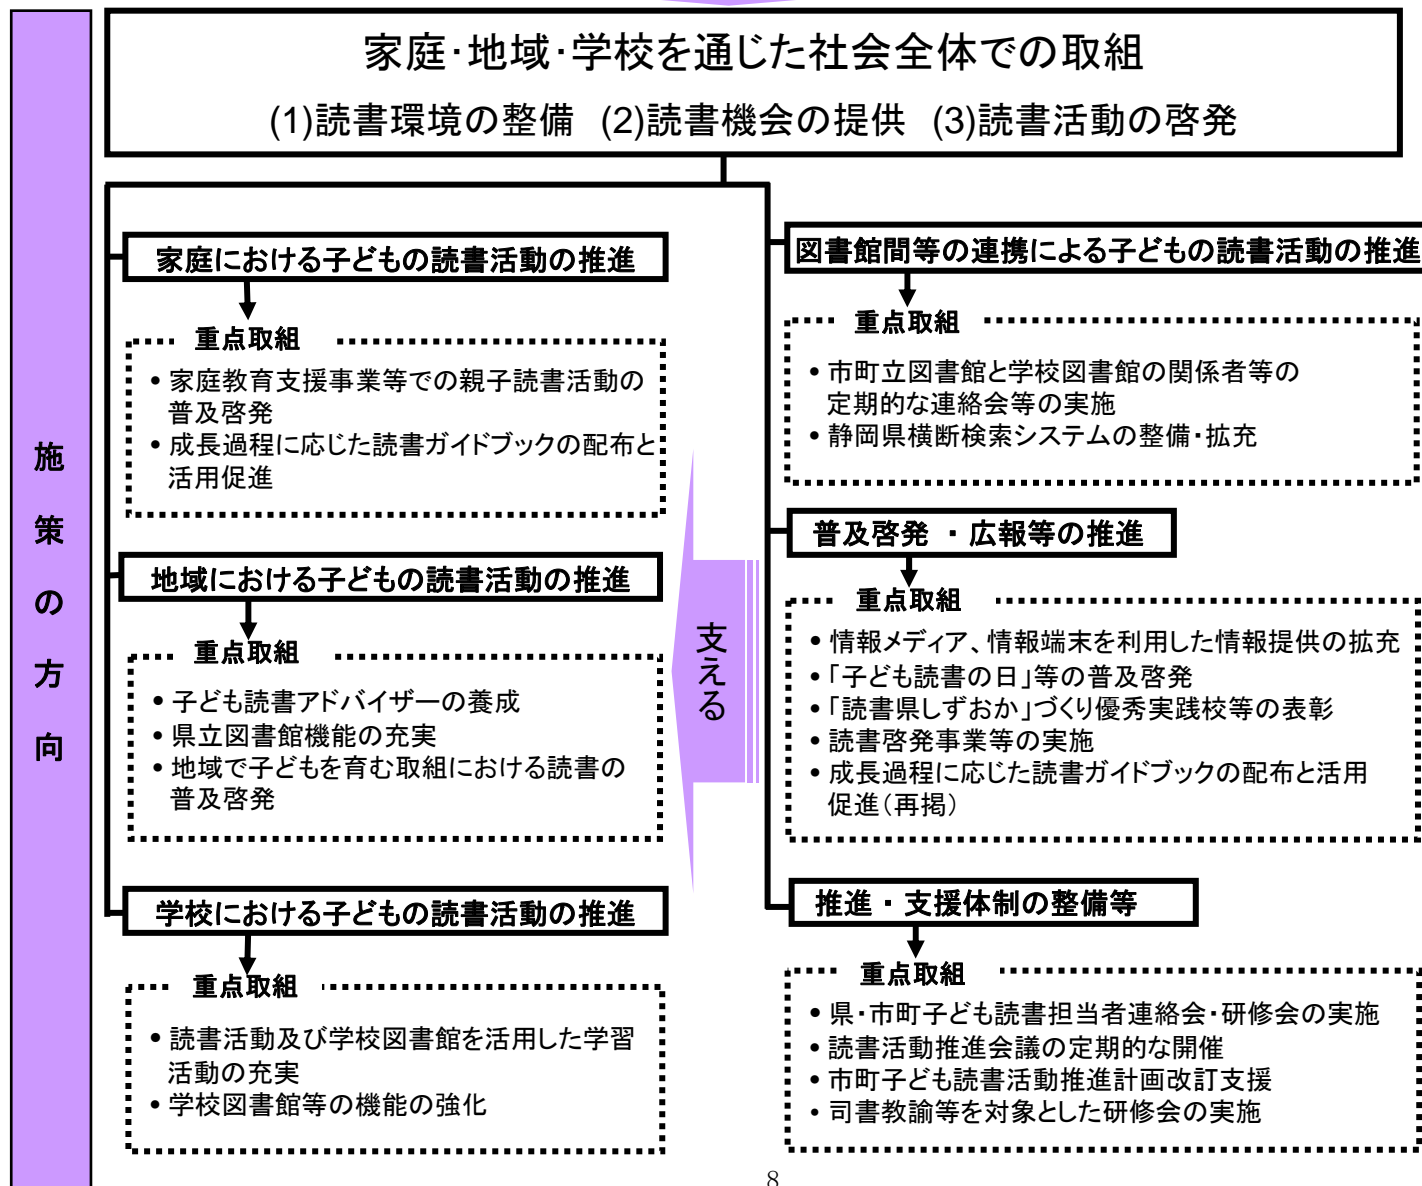 家庭・地域・学校を通じた社会全体での取組
(1)読書環境の整備 (2)読書機会の提供 (3)読書活動の啓発
施策の方向
家庭における子どもの読書活動の推進
重点取組
• 家庭教育支援事業等での親子読書活動の
普及啓発
• 成長過程に応じた読書ガイドブックの配布と
活用促進
地域における子どもの読書活動の推進
重点取組
• 子ども読書アドバイザーの養成
• 県立図書館機能の充実
• 地域で子どもを育む取組における読書の
普及啓発
学校における子どもの読書活動の推進
重点取組
• 読書活動及び学校図書館を活用した学習
活動の充実
• 学校図書館等の機能の強化
支える
図書館間等の連携による子どもの読書活動の推進
重点取組
• 市町立図書館と学校図書館の関係者等の
定期的な連絡会等の実施
• 静岡県横断検索システムの整備・拡充
普及啓発 ・ 広報等の推進
重点取組
• 情報メディア、情報端末を利用した情報提供の拡充
• 「子ども読書の日」等の普及啓発
• 「読書県しずおか」づくり優秀実践校等の表彰
• 読書啓発事業等の実施
• 成長過程に応じた読書ガイドブックの配布と活用
促進(再掲)
推進・支援体制の整備等
重点取組
• 県・市町子ども読書担当者連絡会・研修会の実施
• 読書活動推進会議の定期的な開催
• 市町子ども読書活動推進計画改訂支援
• 司書教諭等を対象とした研修会の実施
8